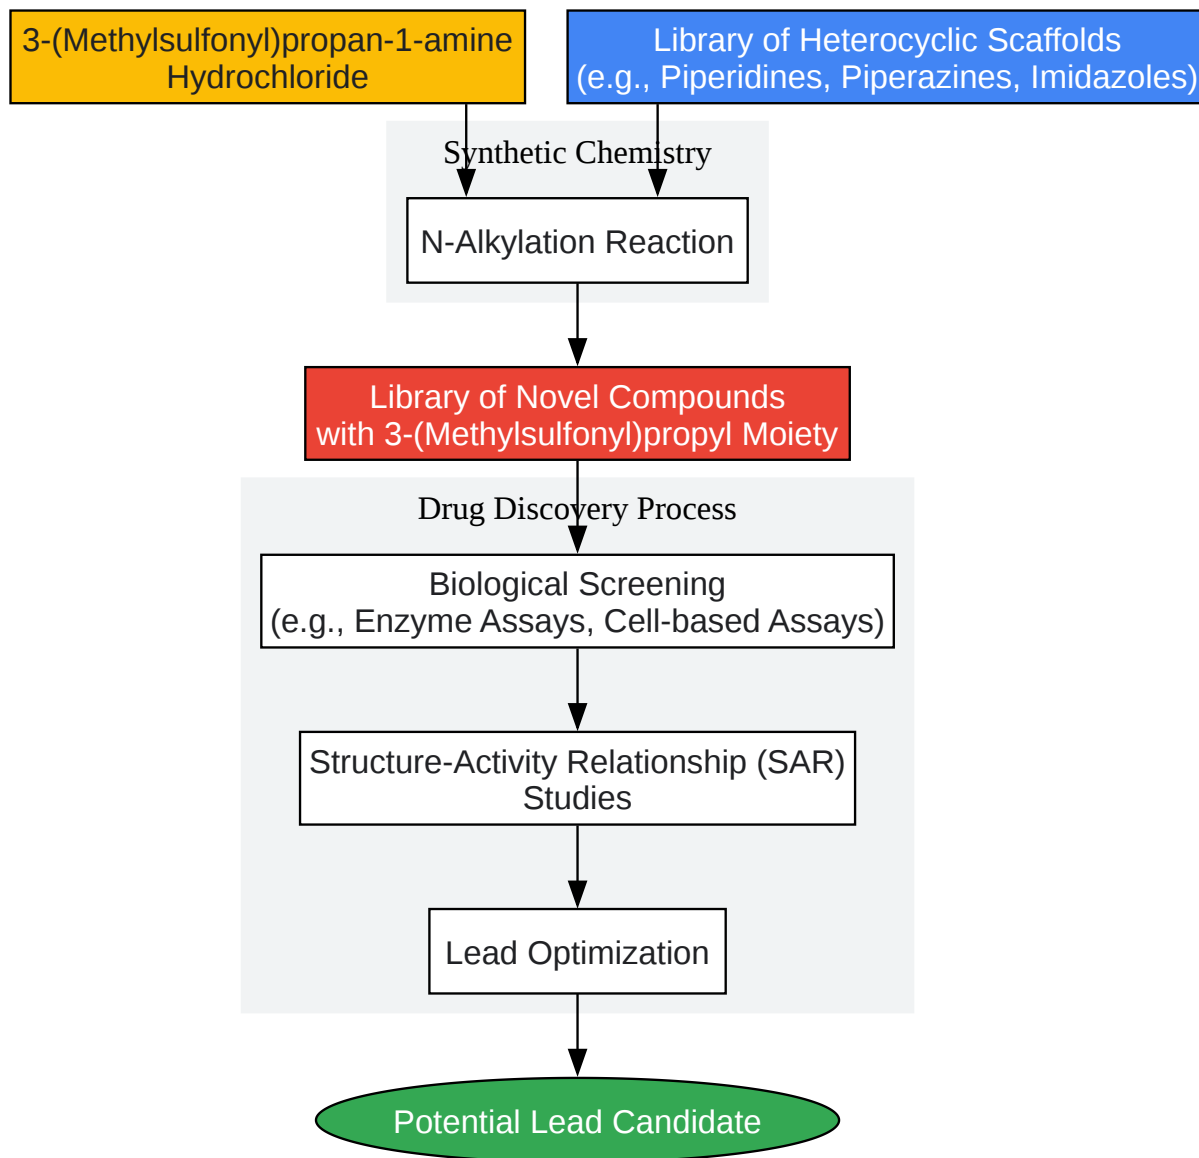 3-(Methylsulfonyl)propan-1-amine
Hydrochloride
Library of Heterocyclic Scaffolds
(e.g., Piperidines, Piperazines, Imidazoles)
Synthetic Chemistry
N-Alkylation Reaction
Library of Novel Compounds
with 3-(Methylsulfonyl)propyl Moiety
Drug Discovery Process
Biological Screening
(e.g., Enzyme Assays, Cell-based Assays)
Structure-Activity Relationship (SAR)
Studies
Lead Optimization
Potential Lead Candidate